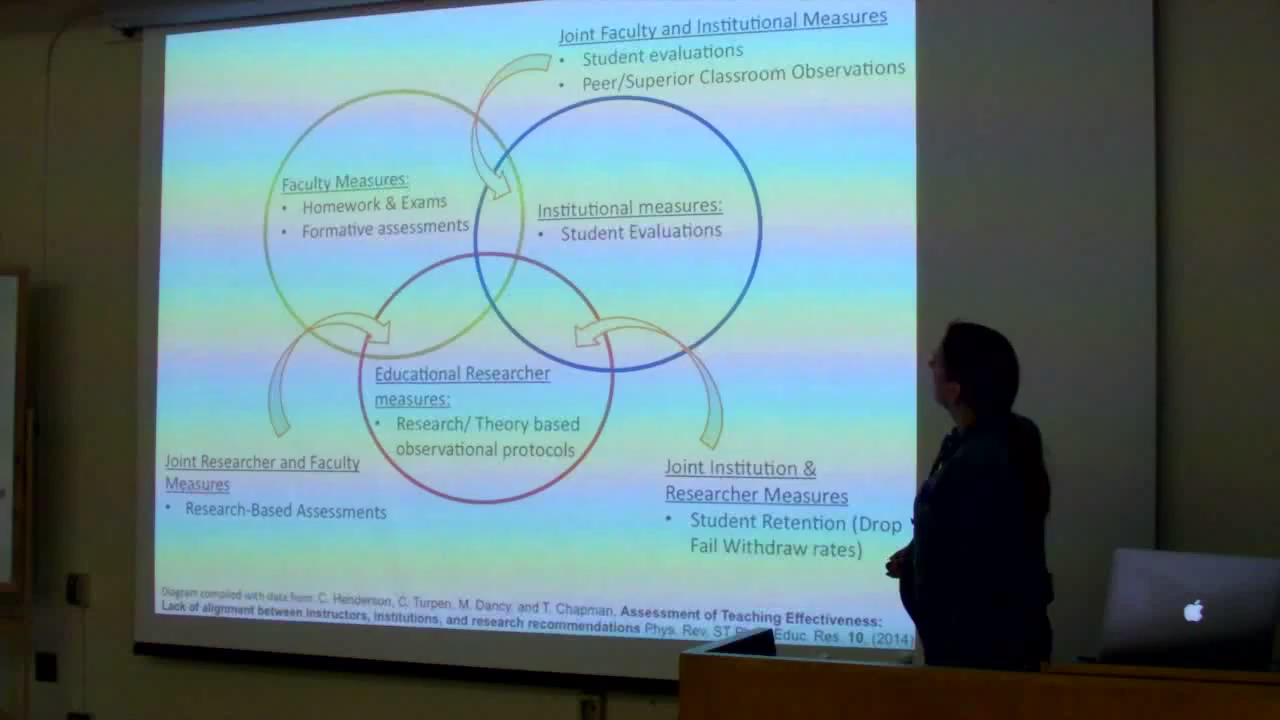 Joint Faculty and Institutional Measures
• Student evaluations
• Peer/Superior Classroom Observations
Faculty Measures:
• Homework & Exams
• Formative assessments
Institutional measures:
• Student Evaluations
Educational Researcher
measures:
• Research/ Theory based
observational protocols
Joint Researcher and Faculty
Measures
• Research-Based Assessments
Joint Institution &
Researcher Measures
• Student Retention (Drop
Fail Withdraw rates)
Diagram compiled with data from: C. Henderson, C. Turpen, M. Dancy, and T. Chapman, Assessment of Teaching Effectiveness:
Lack of alignment between instructors, institutions, and research recommendations Phys. Rev. ST Educ. Res. 10, (2014)